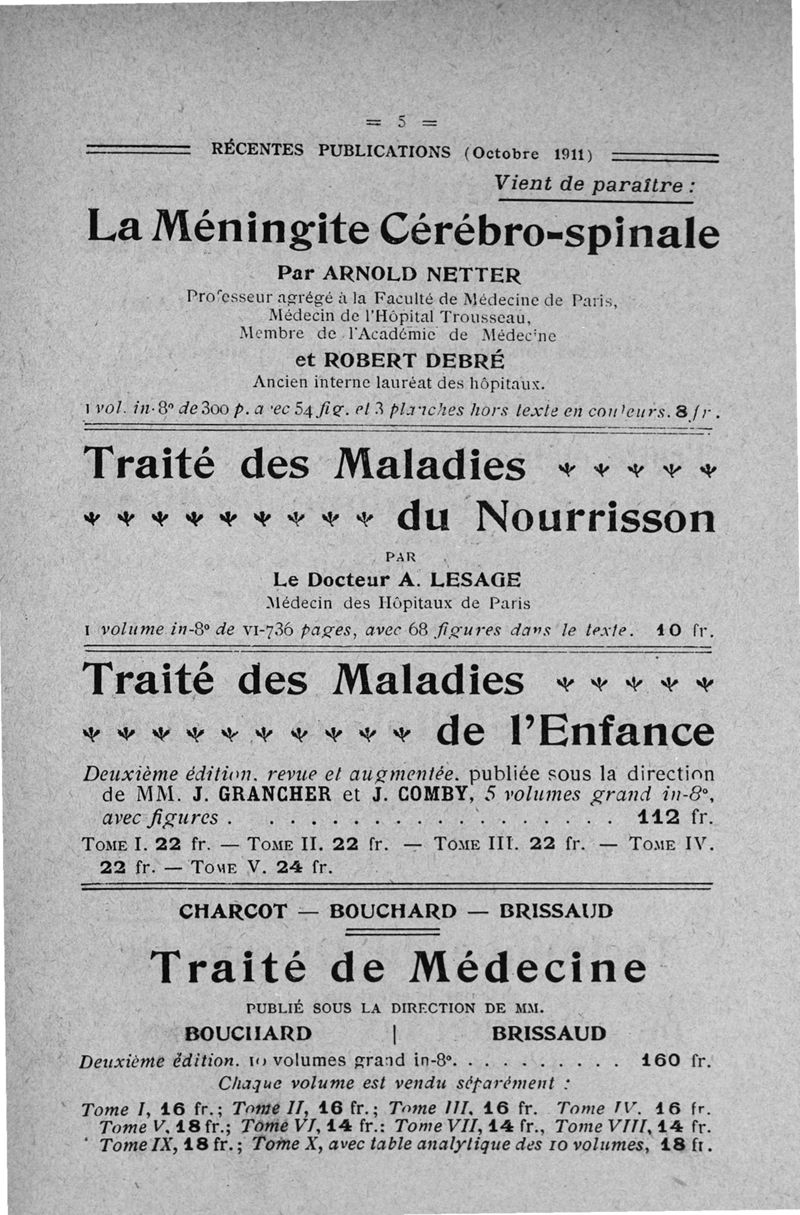 = 5 =
RÉCENTES PUBLICATIONS (Octobre 1911)
Vient de paraître :
La Méningite Cérébro-spinale
Par ARNOLD NETTER
Professeur agrégé à la Faculté de Médecine de Paris,
Médecin de l'Hôpital Trousseau,
Membre de l'Académie de Médecine
et ROBERT DEBRÉ
Ancien interne lauréat des hôpitaux.
1 vol. in-8° de 300 p. avec 54 fig. et 3 planches hors texte en couleurs. 8 fr.
Traité des Maladies
du Nourrisson
PAR
Le Docteur A. LESAGE
Médecin des Hôpitaux de Paris
1 volume in-8° de VI-736 pages, avec 68 figures dans le texte. 10 fr.
Traité des Maladies
de l'Enfance
Deuxième édition. revue et augmentée. publiée sous la direction
de MM. J. GRANCHER et J. COMBY, 5 volumes grand in-8°,
avec figures . . . . . . . . . . . . . . . . . . . 112 fr.
TOME I. 22 fr. — TOME II. 22 fr. — TOME III. 22 fr. — TOME IV.
22 fr. — TOME V. 24 fr.
CHARCOT — BOUCHARD — BRISSAUD
Traité de Médecine
PUBLIÉ SOUS LA DIRECTION DE MM.
BOUCHARD | BRISSAUD
Deuxième édition. 10 volumes grand in-8°. . . . . . . . . . 160 fr.
Chaque volume est vendu séparément :
Tome I, 16 fr.; Tome II, 16 fr.; Tome III. 16 fr. Tome IV. 16 fr.
Tome V, 18 fr.; Tome VI, 14 fr.: Tome VII, 14 fr., Tome VIII, 14 fr.
Tome IX, 18 fr.; Tome X, avec table analytique des 10 volumes, 18 fr.